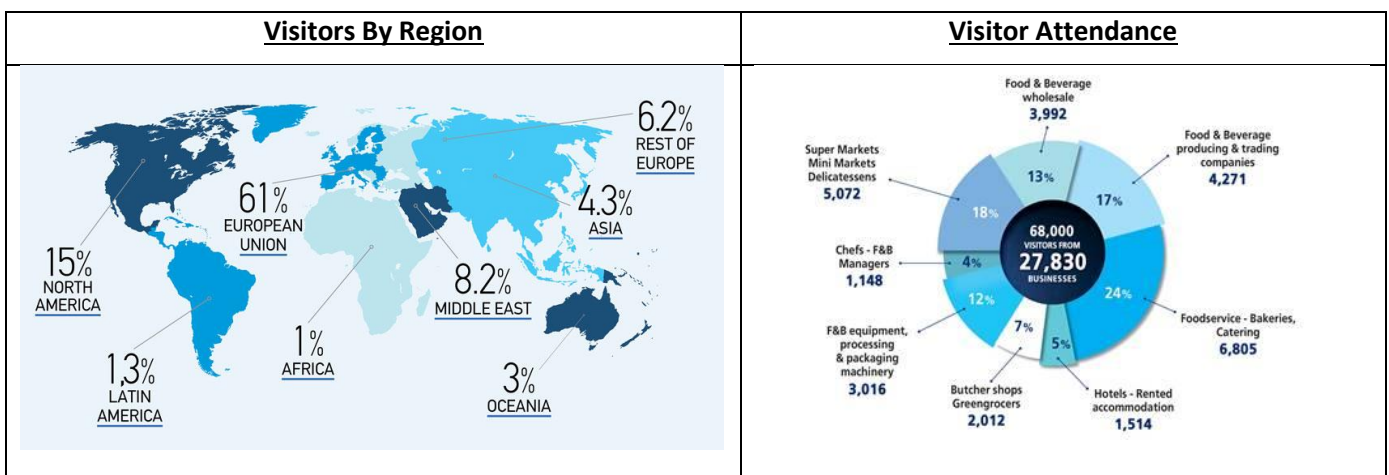 Visitors By Region
Visitor Attendance
6.2%
REST OF
EUROPE
61%
EUROPEAN
UNION
4.3%
ASIA
15%
NORTH
AMERICA
8.2%
MIDDLE EAST
1%
AFRICA
1,3%
LATIN
AMERICA
3%
OCEANIA
Food & Beverage
wholesale
3,992
Food & Beverage
producing & trading
companies
4,271
Super Markets
Mini Markets
Delicatessens
5,072
13%
17%
18%
68,000
VISITORS FROM
27,830
BUSINESSES
Chefs - F&B
Managers
1,148
4%
24%
12%
7%
5%
Foodservice - Bakeries,
Catering
6,805
F&B equipment,
processing
& packaging
machinery
3,016
Butcher shops
Greengrocers
2,012
Hotels - Rented
accommodation
1,514